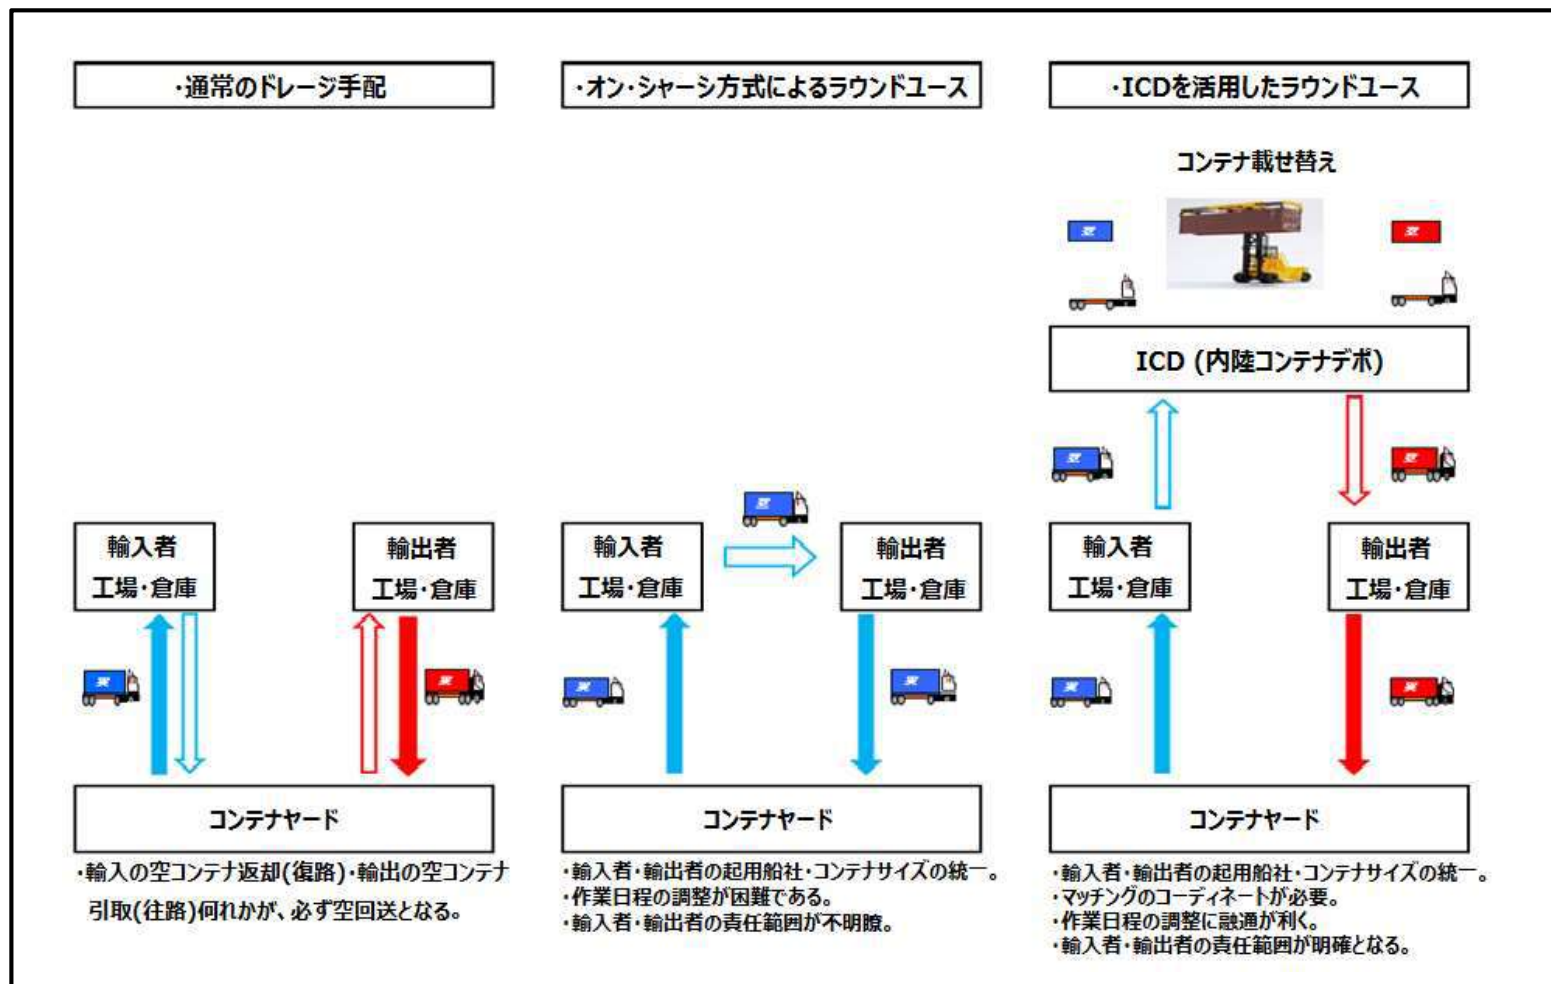 ・通常のドレージ手配
・オン・シャーシ方式によるラウンドユース
・ICDを活用したラウンドユース
コンテナ載せ替え
空
空
ICD (内陸コンテナデポ)
空
空
空
輸入者
工場・倉庫
輸出者
工場・倉庫
輸入者
工場・倉庫
輸出者
工場・倉庫
輸入者
工場・倉庫
輸出者
工場・倉庫
実
実
実
実
実
実
コンテナヤード
コンテナヤード
コンテナヤード
・輸入の空コンテナ返却(復路)・輸出の空コンテナ
引取(往路)何れかが、必ず空回送となる。
・輸入者・輸出者の起用船社・コンテナサイズの統一。
・作業日程の調整が困難である。
・輸入者・輸出者の責任範囲が不明瞭。
・輸入者・輸出者の起用船社・コンテナサイズの統一。
・マッチングのコーディネートが必要。
・作業日程の調整に融通が利く。
・輸入者・輸出者の責任範囲が明確となる。